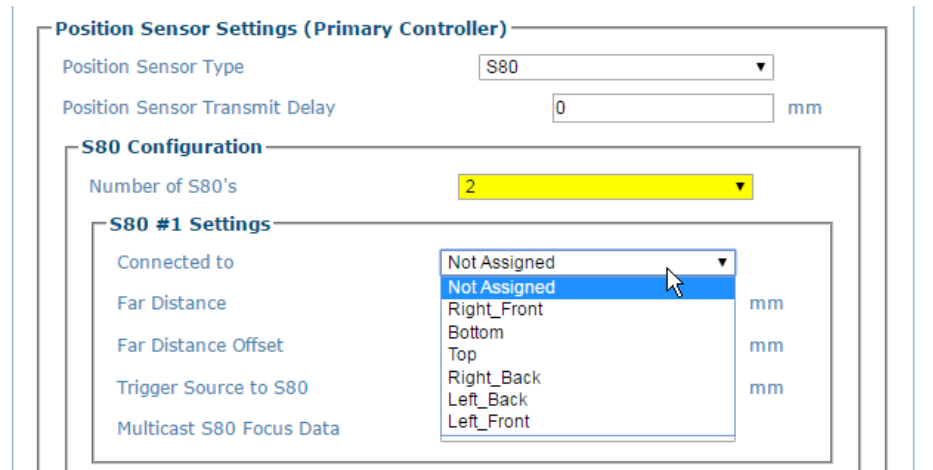 Position Sensor Settings (Primary Controller)
Position Sensor Type S80
Position Sensor Transmit Delay 0 mm
S80 Configuration
Number of S80's 2
S80 #1 Settings
Connected to Not Assigned
Not Assigned
Far Distance mm
Right_Front
Bottom
Far Distance Offset mm
Top
Right_Back
Trigger Source to S80 mm
Left_Back
Left_Front
Multicast S80 Focus Data